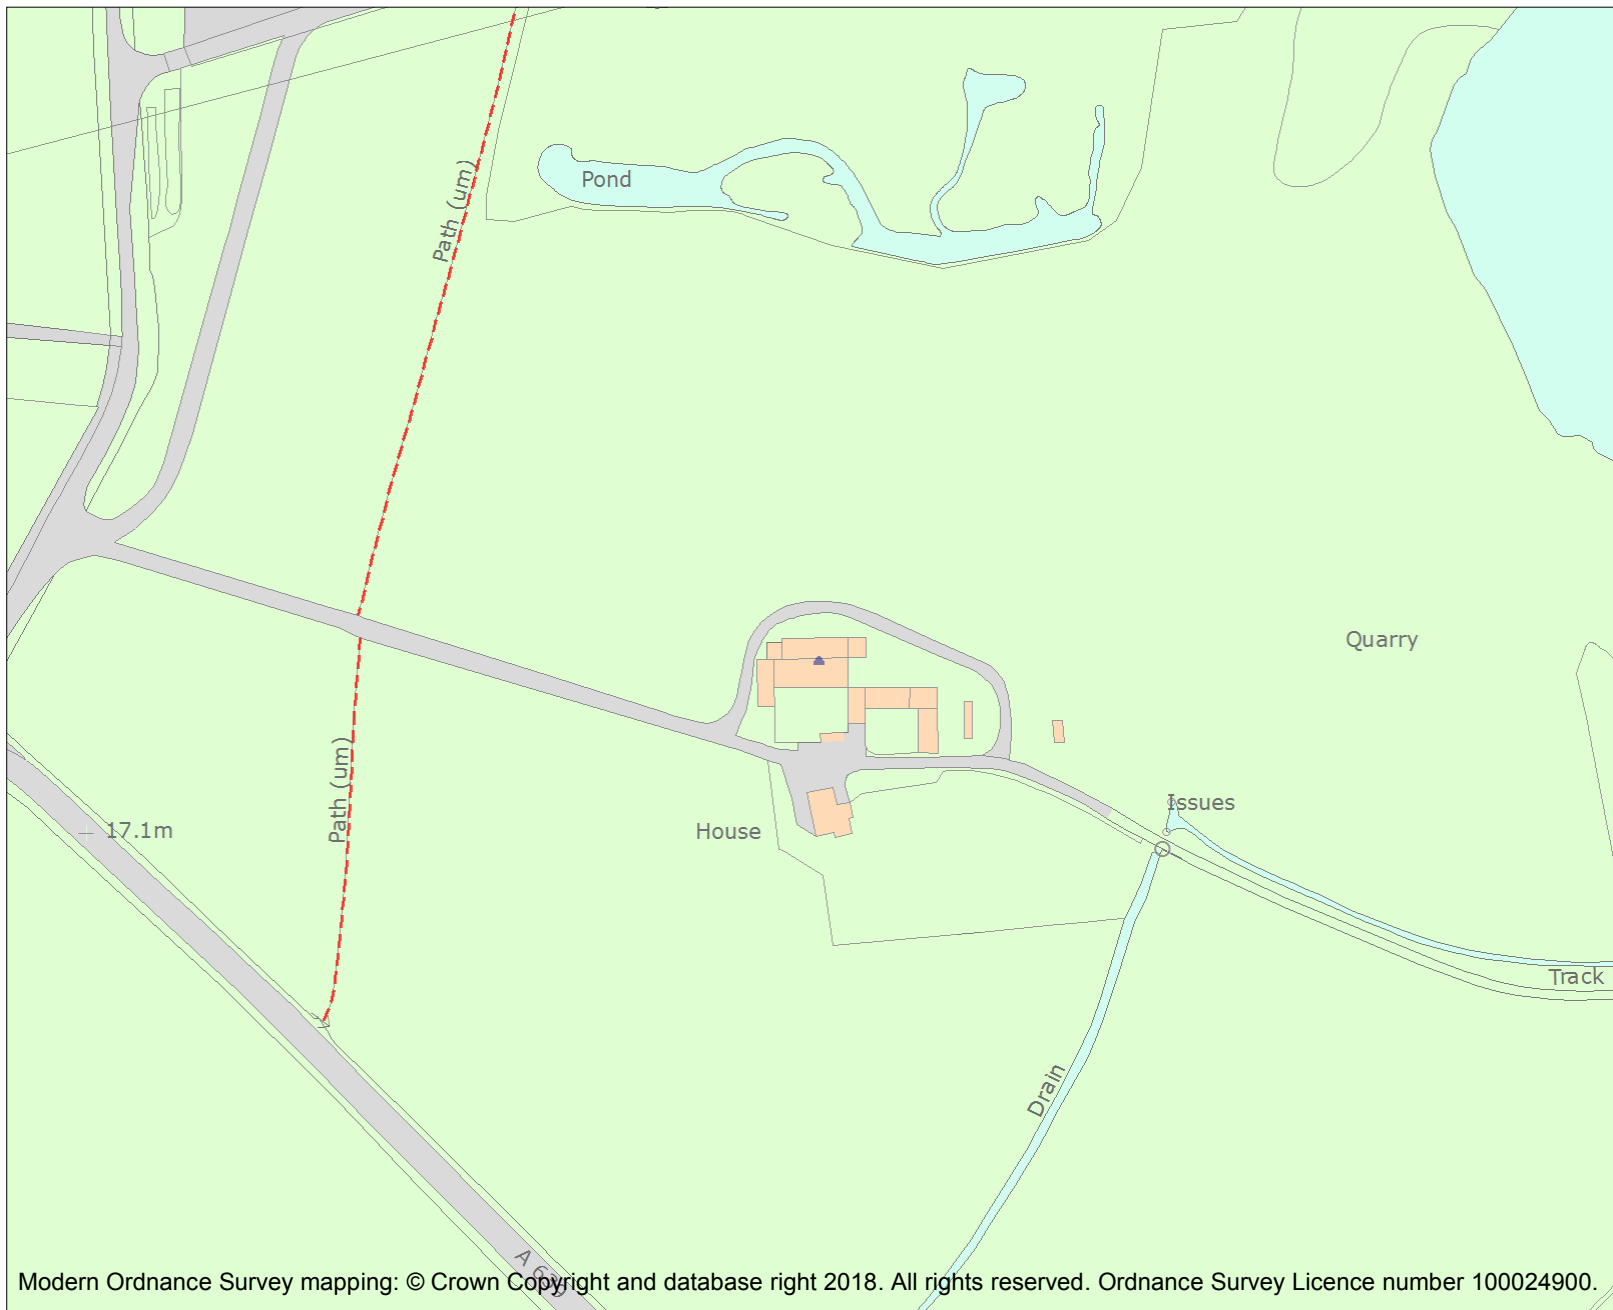 Pond
Path (um)
Quarry
Path (um)
Issues
17.1m
House
Track
Drain
Modern Ordnance Survey mapping: © Crown Copyright and database right 2018. All rights reserved. Ordnance Survey Licence number 100024900.